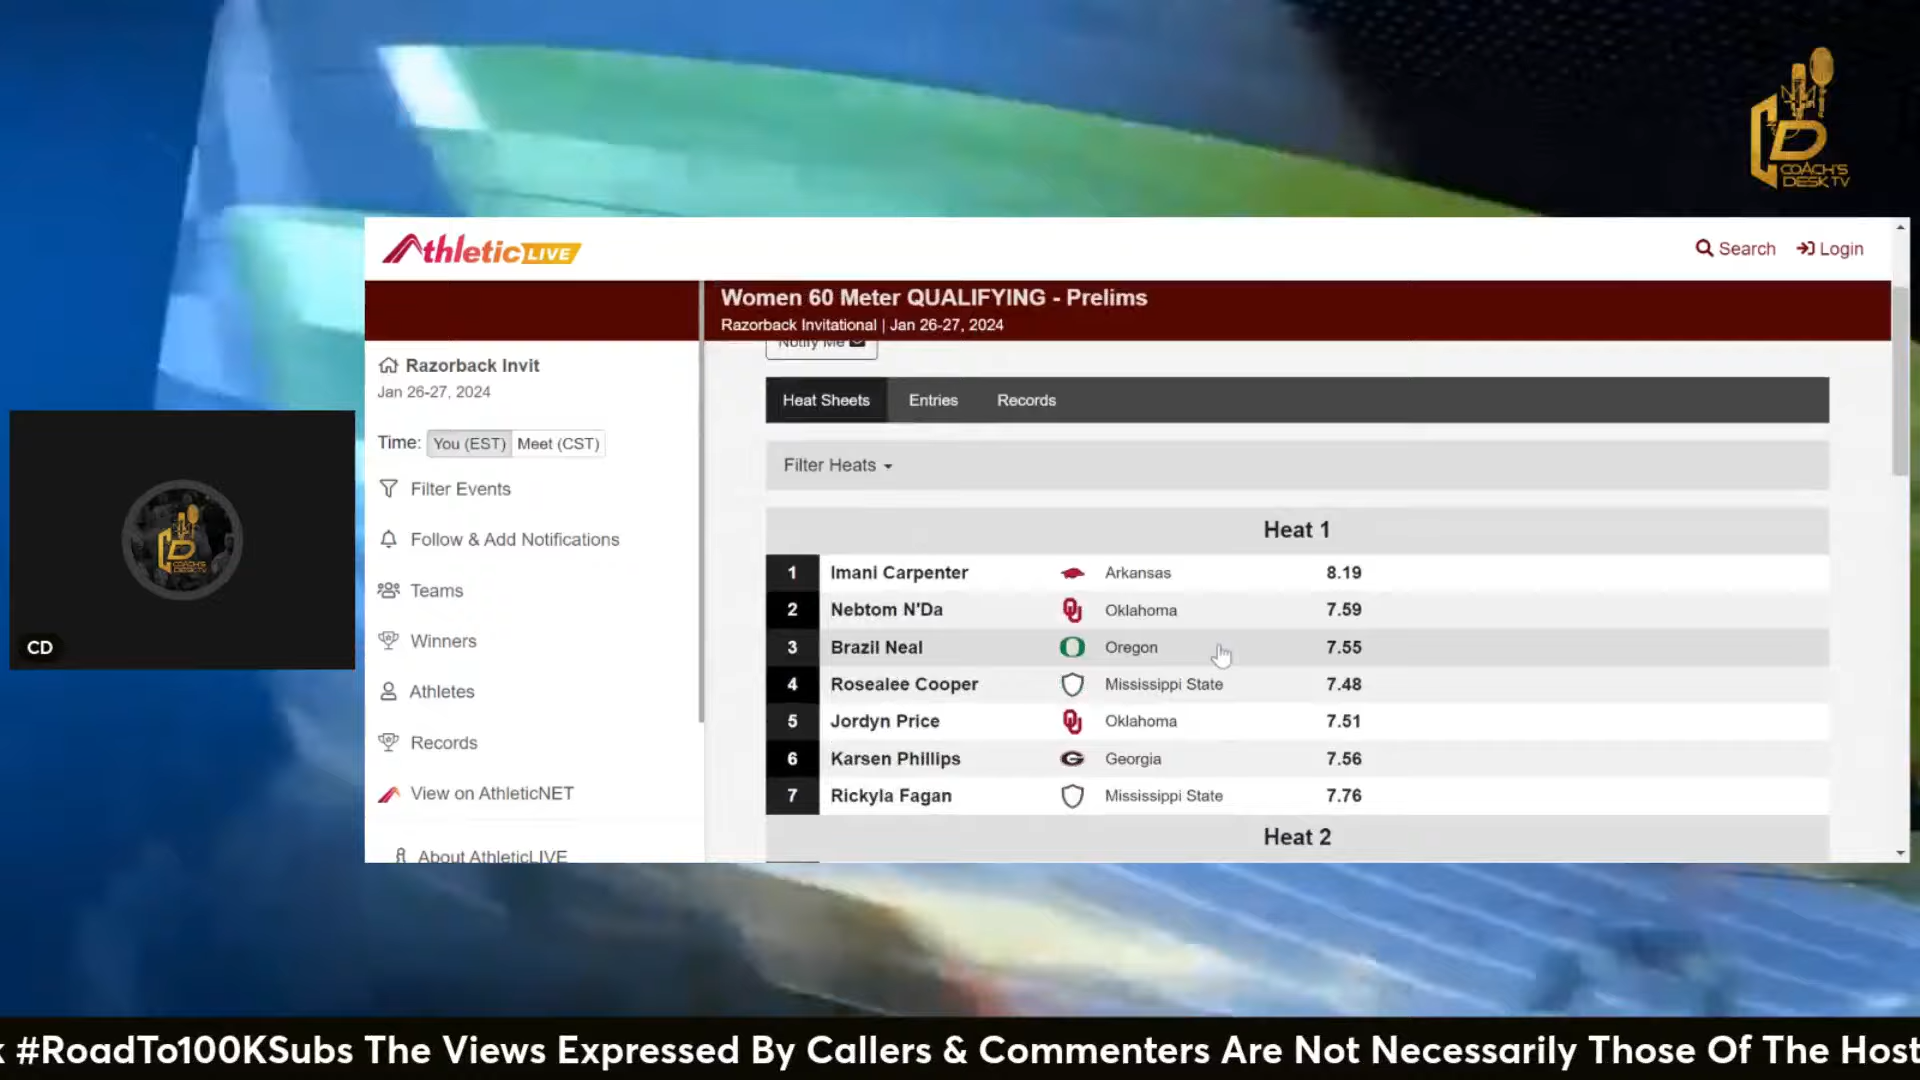 COACH'S
DESK TV
AthleticLIVE
Search
Login
Women 60 Meter QUALIFYING - Prelims
Razorback Invitational | Jan 26-27, 2024
Notify Me
Razorback Invit
Jan 26-27, 2024
Time: You (EST) Meet (CST)
Filter Events
Follow & Add Notifications
Teams
Winners
Athletes
Records
View on AthleticNET
About AthleticLIVE
Heat Sheets Entries Records
Filter Heats
Heat 1
1 Imani Carpenter Arkansas 8.19
2 Nebtom N'Da Oklahoma 7.59
3 Brazil Neal Oregon 7.55
4 Rosealee Cooper Mississippi State 7.48
5 Jordyn Price Oklahoma 7.51
6 Karsen Phillips Georgia 7.56
7 Rickyla Fagan Mississippi State 7.76
Heat 2
CD
#RoadTo100KSubs The Views Expressed By Callers & Commenters Are Not Necessarily Those Of The Host